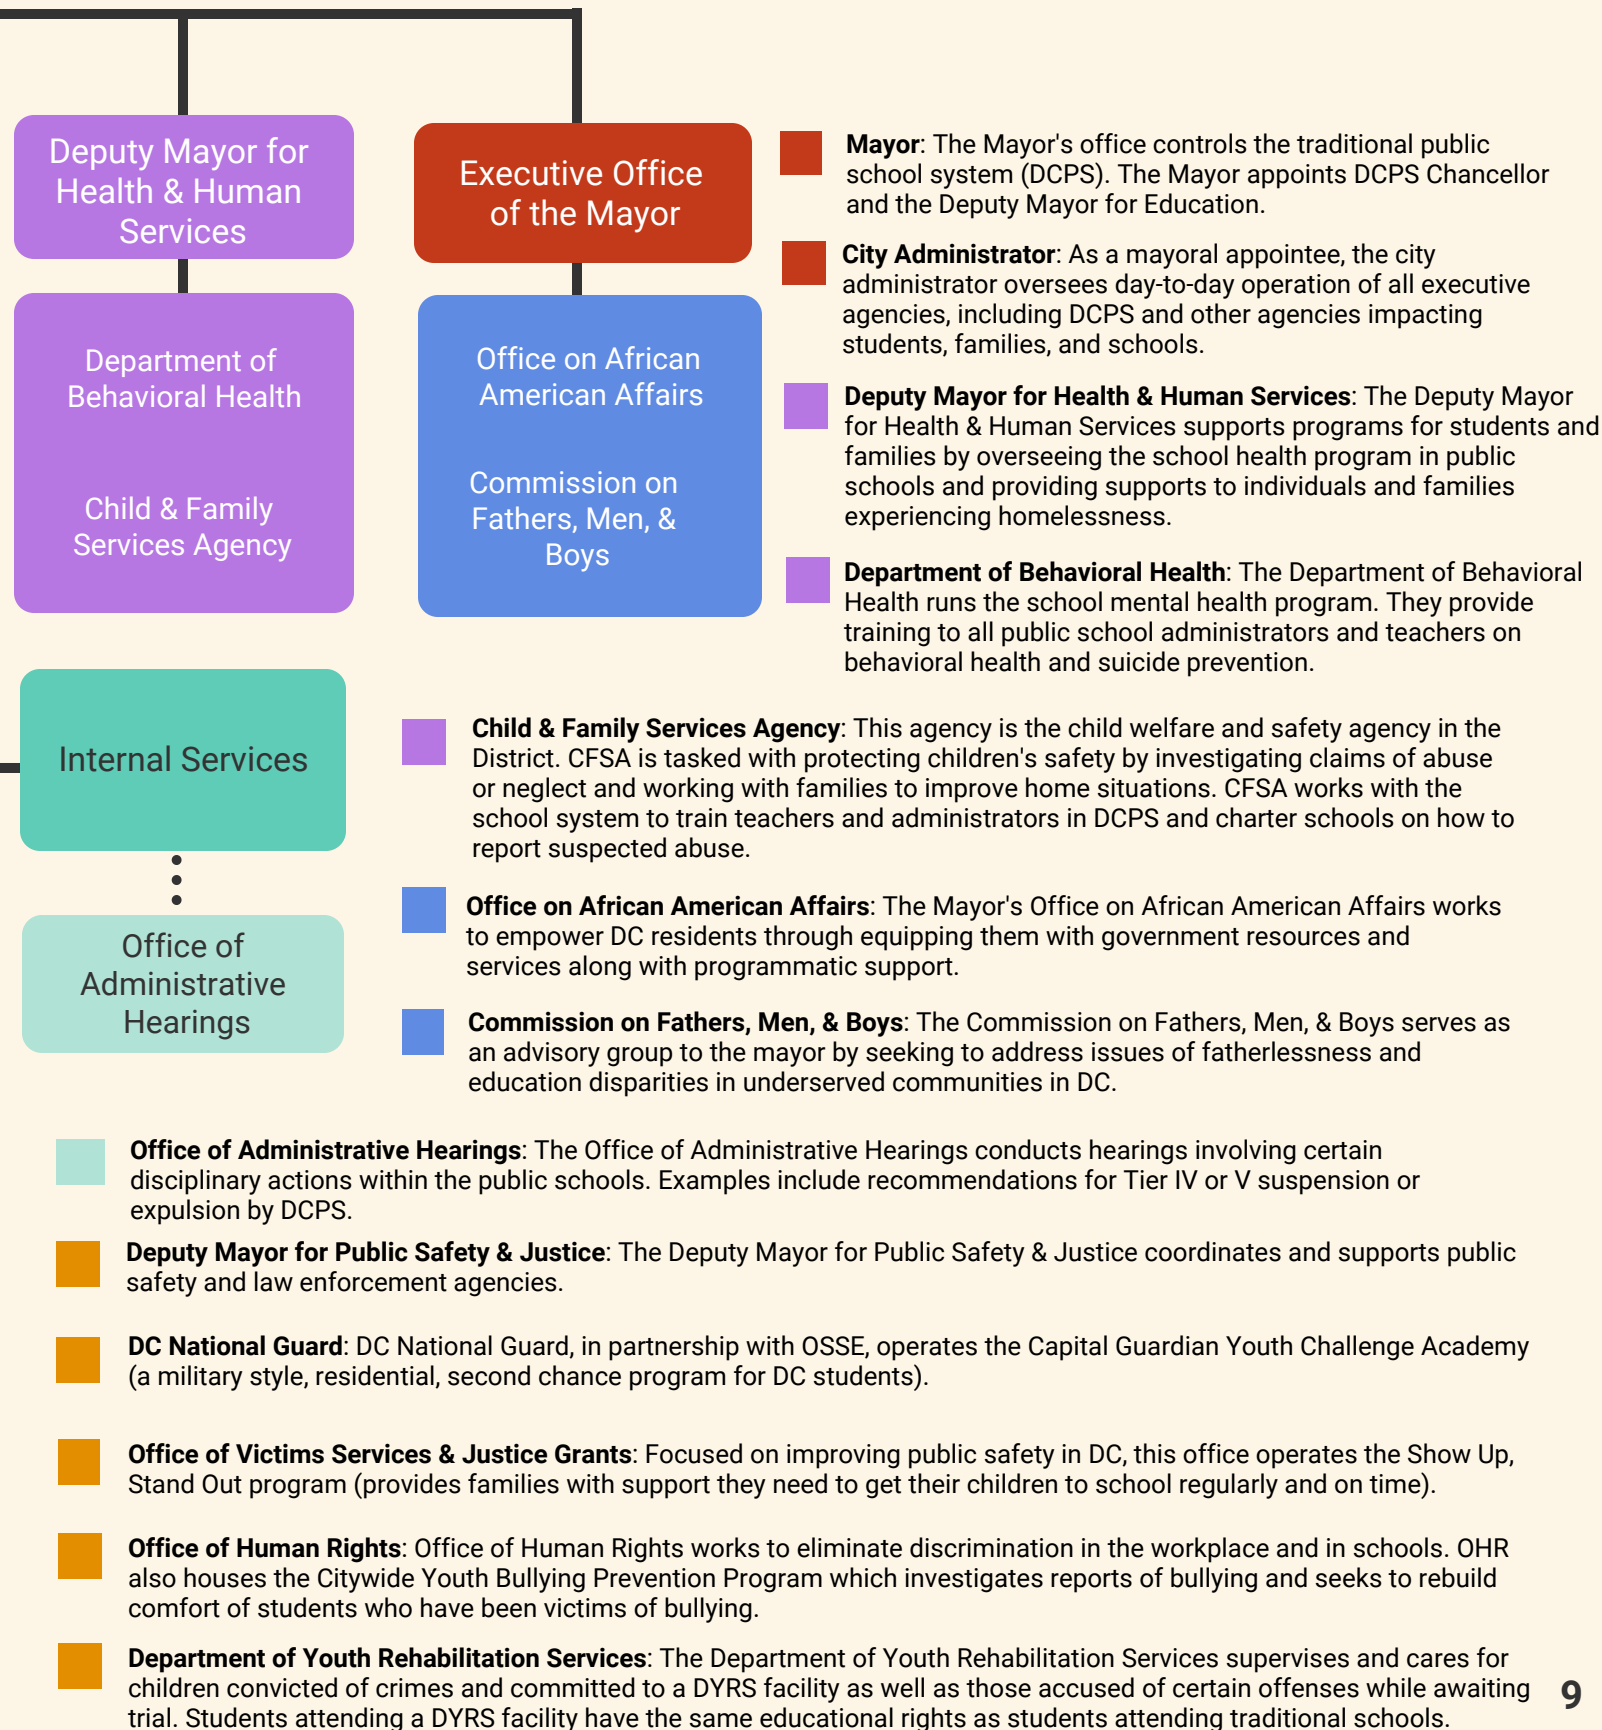 Deputy Mayor for
Health & Human
Services
Executive Office
of the Mayor
Department of
Behavioral Health
Child & Family
Services Agency
Office on African
American Affairs
Commission on
Fathers, Men, &
Boys
Mayor: The Mayor's office controls the traditional public
school system (DCPS). The Mayor appoints DCPS Chancellor
and the Deputy Mayor for Education.
City Administrator: As a mayoral appointee, the city
administrator oversees day-to-day operation of all executive
agencies, including DCPS and other agencies impacting
students, families, and schools.
Deputy Mayor for Health & Human Services: The Deputy Mayor
for Health & Human Services supports programs for students and
families by overseeing the school health program in public
schools and providing supports to individuals and families
experiencing homelessness.
Department of Behavioral Health: The Department of Behavioral
Health runs the school mental health program. They provide
training to all public school administrators and teachers on
behavioral health and suicide prevention.
Internal Services
Office of
Administrative
Hearings
Child & Family Services Agency: This agency is the child welfare and safety agency in the
District. CFSA is tasked with protecting children's safety by investigating claims of abuse
or neglect and working with families to improve home situations. CFSA works with the
school system to train teachers and administrators in DCPS and charter schools on how to
report suspected abuse.
Office on African American Affairs: The Mayor's Office on African American Affairs works
to empower DC residents through equipping them with government resources and
services along with programmatic support.
Commission on Fathers, Men, & Boys: The Commission on Fathers, Men, & Boys serves as
an advisory group to the mayor by seeking to address issues of fatherlessness and
education disparities in underserved communities in DC.
Office of Administrative Hearings: The Office of Administrative Hearings conducts hearings involving certain
disciplinary actions within the public schools. Examples include recommendations for Tier IV or V suspension or
expulsion by DCPS.
Deputy Mayor for Public Safety & Justice: The Deputy Mayor for Public Safety & Justice coordinates and supports public
safety and law enforcement agencies.
DC National Guard: DC National Guard, in partnership with OSSE, operates the Capital Guardian Youth Challenge Academy
(a military style, residential, second chance program for DC students).
Office of Victims Services & Justice Grants: Focused on improving public safety in DC, this office operates the Show Up,
Stand Out program (provides families with support they need to get their children to school regularly and on time).
Office of Human Rights: Office of Human Rights works to eliminate discrimination in the workplace and in schools. OHR
also houses the Citywide Youth Bullying Prevention Program which investigates reports of bullying and seeks to rebuild
comfort of students who have been victims of bullying.
Department of Youth Rehabilitation Services: The Department of Youth Rehabilitation Services supervises and cares for
children convicted of crimes and committed to a DYRS facility as well as those accused of certain offenses while awaiting
trial. Students attending a DYRS facility have the same educational rights as students attending traditional schools.
9